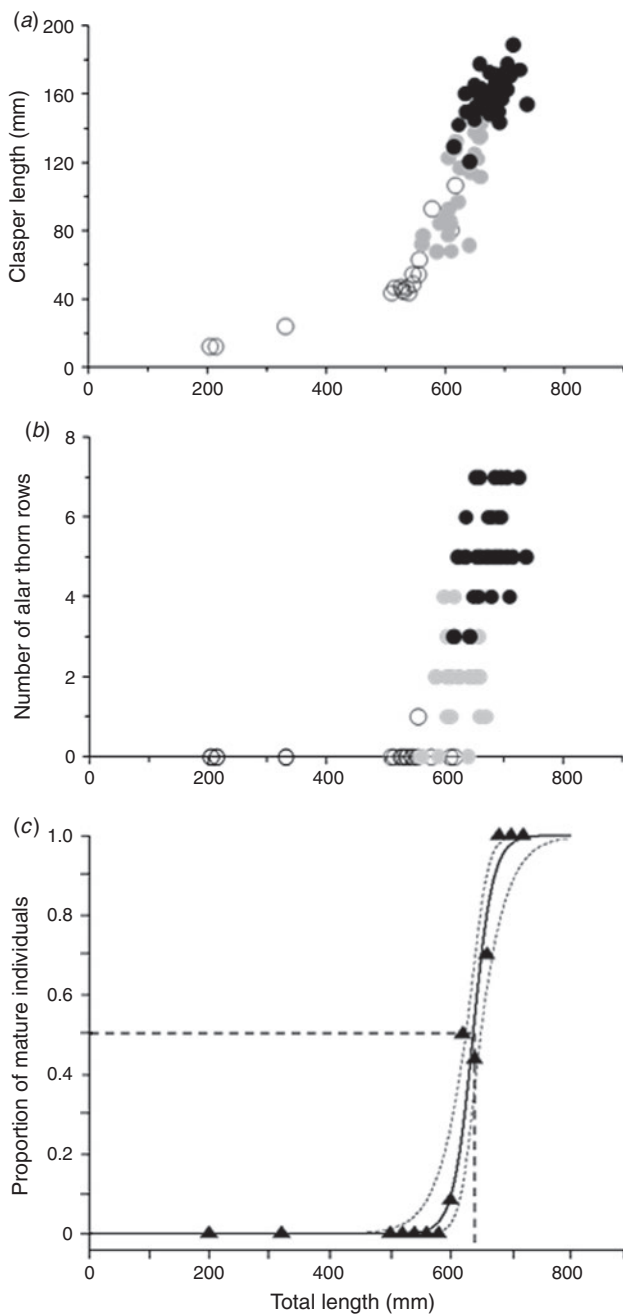 (a)
200
160
120
80
40
0
Clasper length (mm)
0 200 400 600 800
(b)
8
6
4
2
0
Number of alar thorn rows
0 200 400 600 800
(c)
1.0
0.8
0.6
0.4
0.2
0
Proportion of mature individuals
0 200 400 600 800
Total length (mm)